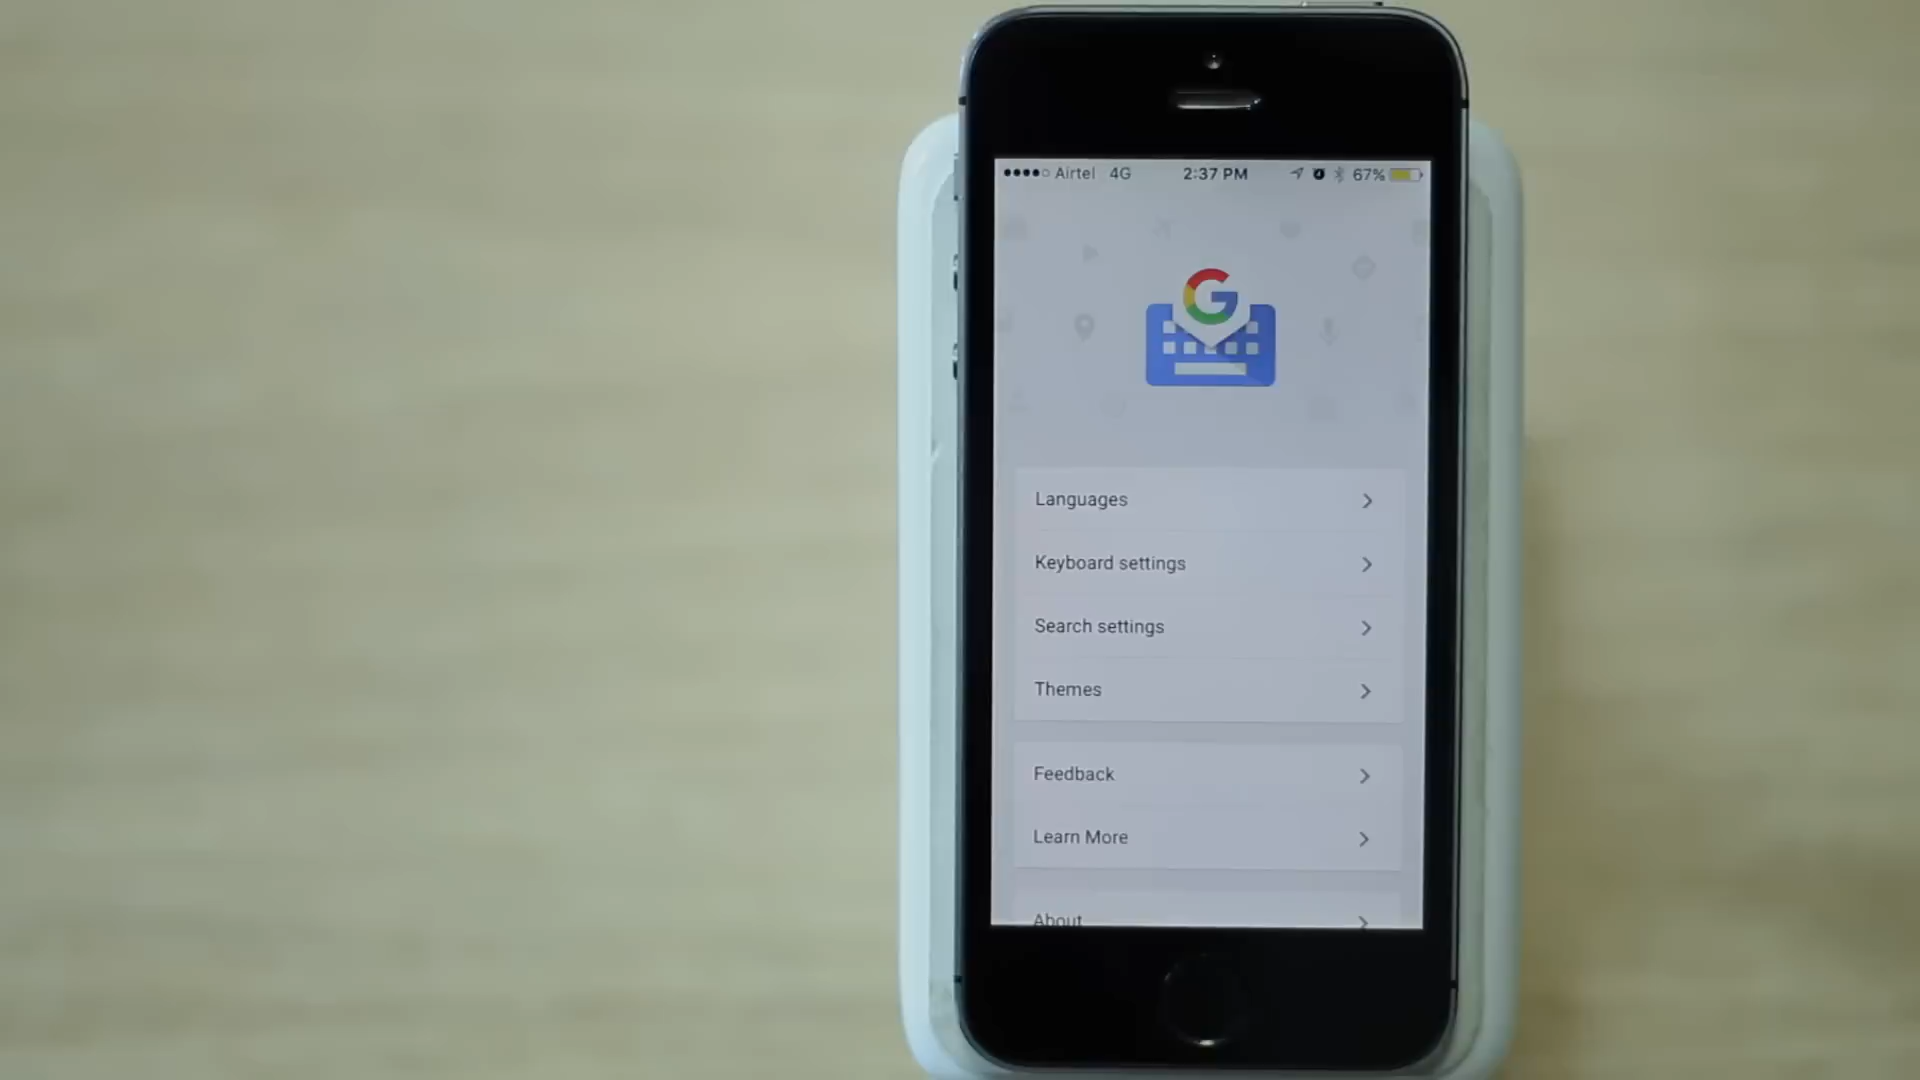 Airtel 4G 2:37 PM 67%
G
Languages
Keyboard settings
Search settings
Themes
Feedback
Learn More
About